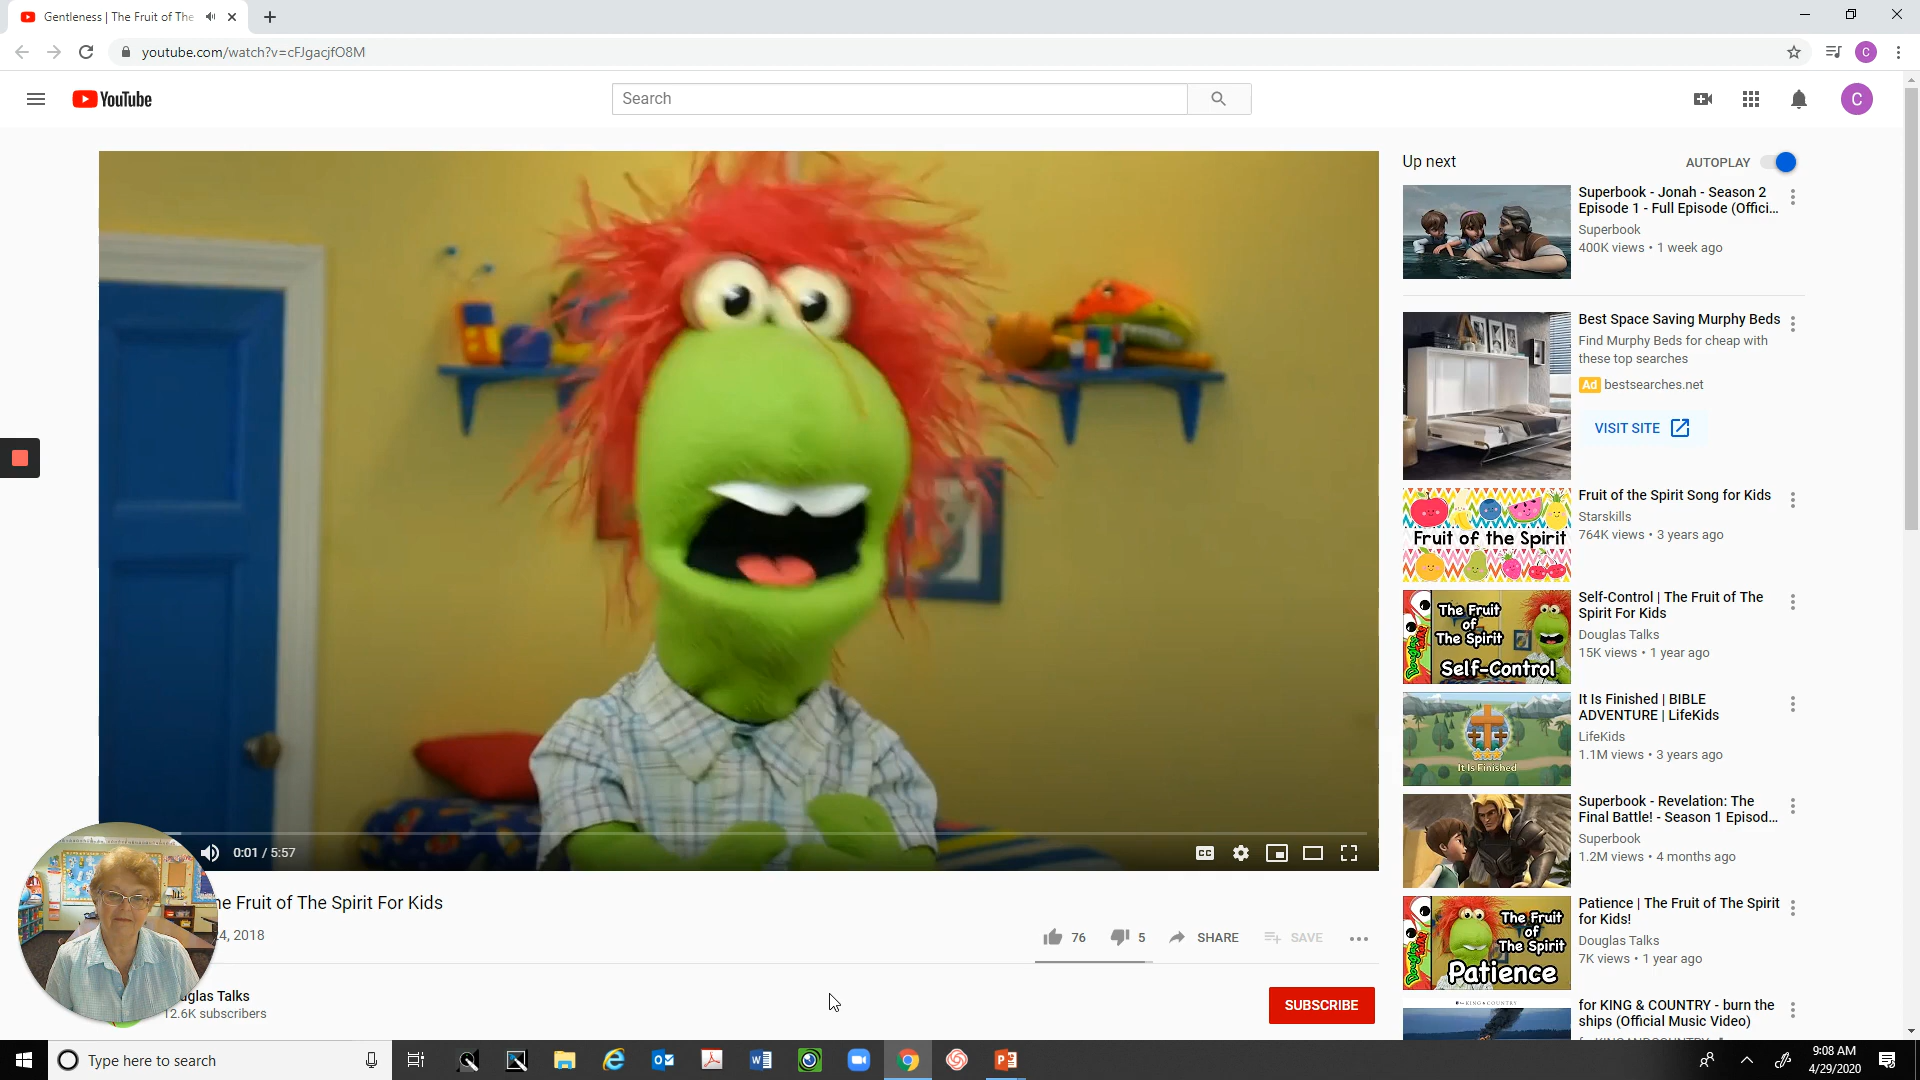 Gentleness | The Fruit of The
youtube.com/watch?v=cFJgacjfO8M
C
YouTube
Search
C
Up next
AUTOPLAY
Superbook - Jonah - Season 2
Episode 1 - Full Episode (Offici...
Superbook
400K views • 1 week ago
Best Space Saving Murphy Beds
Find Murphy Beds for cheap with
these top searches
Ad bestsearches.net
VISIT SITE
Fruit of the Spirit
Fruit of the Spirit Song for Kids
Starskills
764K views • 3 years ago
The Fruit
of
The Spirit
Self-Control
Self-Control | The Fruit of The
Spirit For Kids
Douglas Talks
15K views • 1 year ago
It Is Finished
It Is Finished | BIBLE
ADVENTURE | LifeKids
LifeKids
1.1M views • 3 years ago
Superbook - Revelation: The
Final Battle! - Season 1 Episod...
Superbook
1.2M views • 4 months ago
The Fruit
of
The Spirit
Patience
Patience | The Fruit of The Spirit
for Kids!
Douglas Talks
7K views • 1 year ago
for KING & COUNTRY - burn the
ships (Official Music Video)
0:01 / 5:57
CC
ne Fruit of The Spirit For Kids
4, 2018
76
5
SHARE
SAVE
uglas Talks
12.6K subscribers
SUBSCRIBE
Type here to search
9:08 AM
4/29/2020